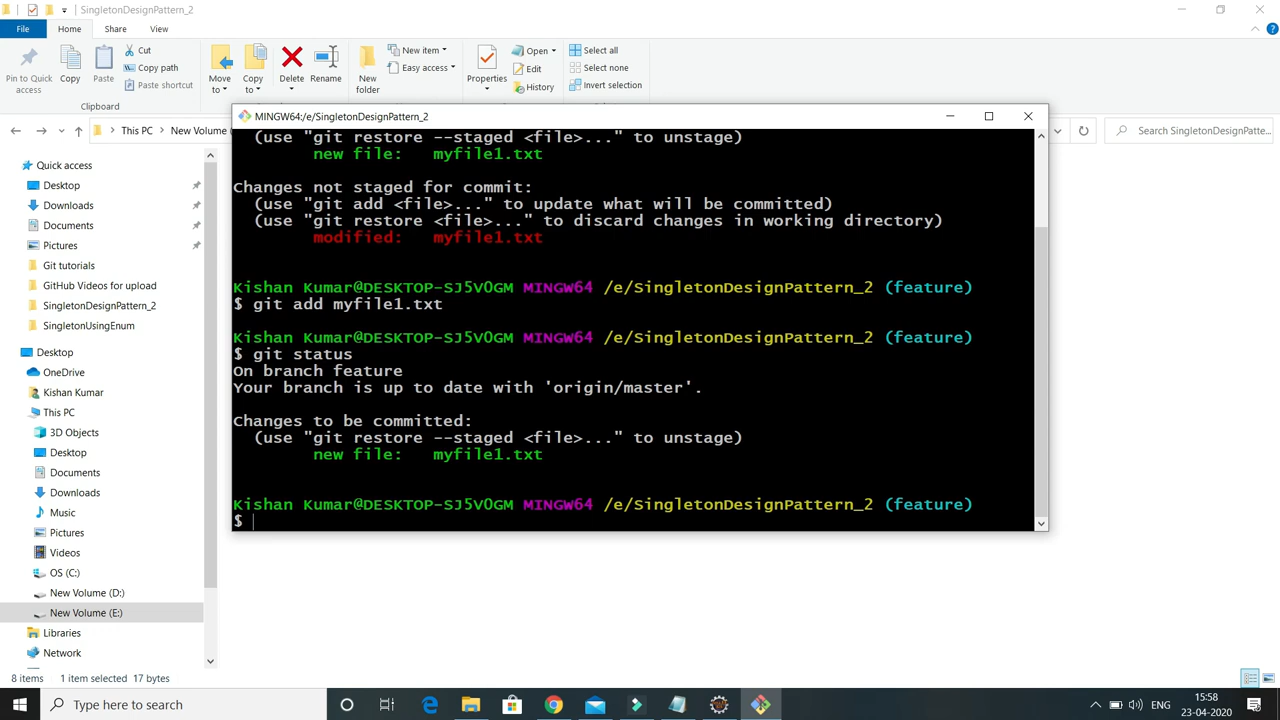 SingletonDesignPattern_2
File Home Share View
Pin to Quick access
Copy
Paste
Cut
Copy path
Paste shortcut
Clipboard
Move to
Copy to
Delete
Rename
New folder
New item
Easy access
Properties
Open
Edit
History
Select all
Select none
Invert selection
This PC New Volume (
Search SingletonDesignPatte...
Quick access
Desktop
Downloads
Documents
Pictures
Git tutorials
GitHub Videos for upload
SingletonDesignPattern_2
SingletonUsingEnum
Desktop
OneDrive
Kishan Kumar
This PC
3D Objects
Desktop
Documents
Downloads
Music
Pictures
Videos
OS (C:)
New Volume (D:)
New Volume (E:)
Libraries
Network
MINGW64:/e/SingletonDesignPattern_2
(use "git restore --staged <file>..." to unstage)
new file: myfile1.txt
Changes not staged for commit:
(use "git add <file>..." to update what will be committed)
(use "git restore <file>..." to discard changes in working directory)
modified: myfile1.txt
Kishan Kumar@DESKTOP-SJ5V0GM MINGW64 /e/SingletonDesignPattern_2 (feature)
$ git add myfile1.txt
Kishan Kumar@DESKTOP-SJ5V0GM MINGW64 /e/SingletonDesignPattern_2 (feature)
$ git status
On branch feature
Your branch is up to date with 'origin/master'.
Changes to be committed:
(use "git restore --staged <file>..." to unstage)
new file: myfile1.txt
Kishan Kumar@DESKTOP-SJ5V0GM MINGW64 /e/SingletonDesignPattern_2 (feature)
$
8 items 1 item selected 17 bytes
Type here to search
ENG
15:58
23-04-2020